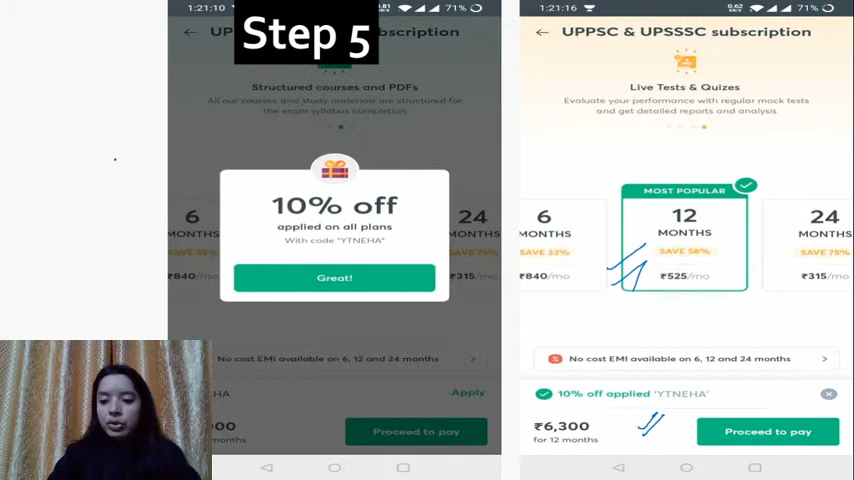 Step 5
1:21:10
.81
71%
bscription
Structured courses and PDFs
All our courses and study materials are structured for
the exam syllabus completion
10% off
applied on all plans
With code "YTNEHA"
Great!
6
MONTHS
SAVE 33%
₹840/mo
24
MONTHS
SAVE 75%
₹315/mo
No cost EMI available on 6, 12 and 24 months
HA
Apply
months
Proceed to pay
1:21:16
0.62
71%
UPPSC & UPSSSC subscription
Live Tests & Quizes
Evaluate your performance with regular mock tests
and get detailed reports and analysis
6
MONTHS
SAVE 33%
₹840/mo
MOST POPULAR
12
MONTHS
SAVE 58%
₹525/mo
24
MONTHS
SAVE 75%
₹315/mo
No cost EMI available on 6, 12 and 24 months
10% off applied 'YTNEHA'
₹6,300
for 12 months
Proceed to pay